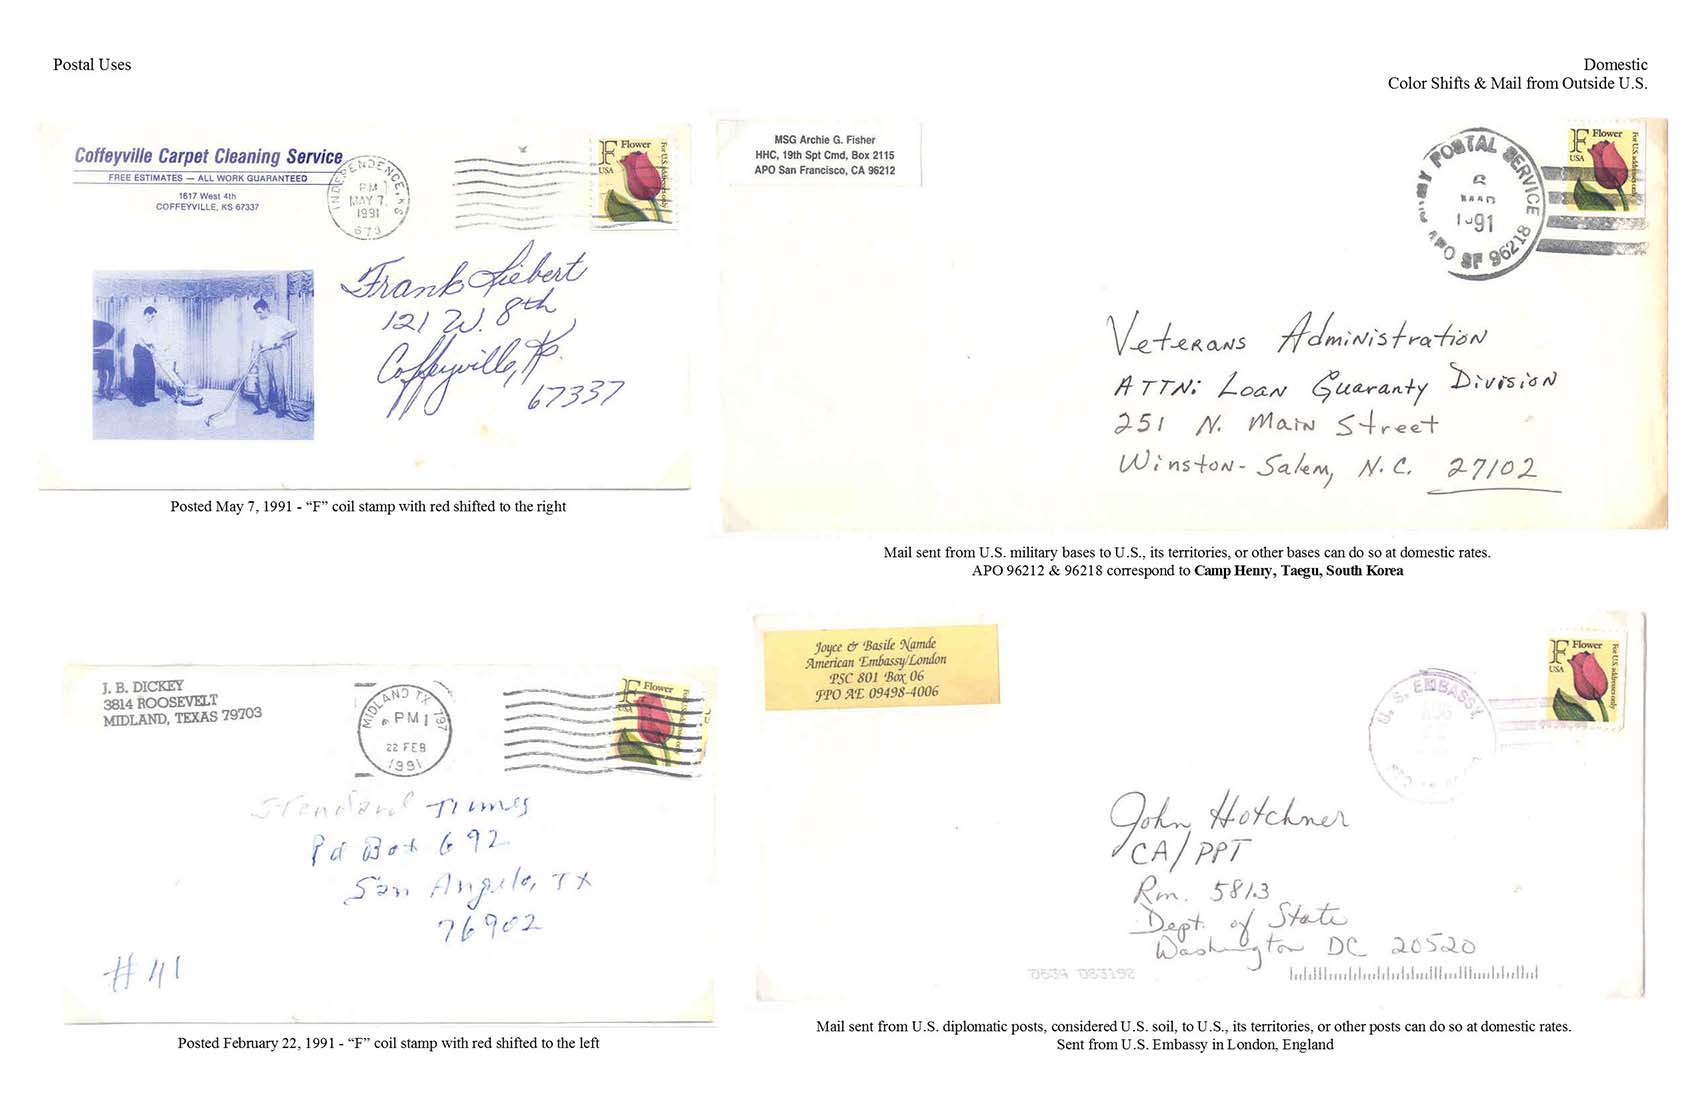 Postal Uses
Domestic
Color Shifts & Mail from Outside U.S.
Coffeyville Carpet Cleaning Service
FREE ESTIMATES — ALL WORK GUARANTEED
1617 West 4th
COFFEYVILLE, KS 67337
INDEPENDENCE, KS
PM
MAY 7
1991
673
F Flower
For U.S. addresses only
USA
Frank Siebert
121 W. 8th
Coffeyville, Ks.
67337
Posted May 7, 1991 - “F” coil stamp with red shifted to the right
MSG Archie G. Fisher
HHC, 19th Spt Cmd, Box 2115
APO San Francisco, CA 96212
POSTAL SERVICE
1991
APO SF 96218
F Flower
For U.S. addresses only
USA
Veterans Administration
ATTN: Loan Guaranty Division
251 N. Main Street
Winston-Salem, N.C. 27102
Mail sent from U.S. military bases to U.S., its territories, or other bases can do so at domestic rates.
APO 96212 & 96218 correspond to Camp Henry, Taegu, South Korea
J. B. DICKEY
3814 ROOSEVELT
MIDLAND, TEXAS 79703
MIDLAND TX 797
PM
22 FEB
1991
F Flower
USA
Standard Times
Po Box 692
San Angelo, TX
76902
# 41
Posted February 22, 1991 - “F” coil stamp with red shifted to the left
Joyce & Basile Namde
American Embassy/London
PSC 801 Box 06
FPO AE 09498-4006
U. S. EMBASSY
AUG
F Flower
For U.S. addresses only
USA
John Hotchner
CA/PPT
Rm. 5813
Dept. of State
Washington DC 20520
0634 083192
Mail sent from U.S. diplomatic posts, considered U.S. soil, to U.S., its territories, or other posts can do so at domestic rates.
Sent from U.S. Embassy in London, England